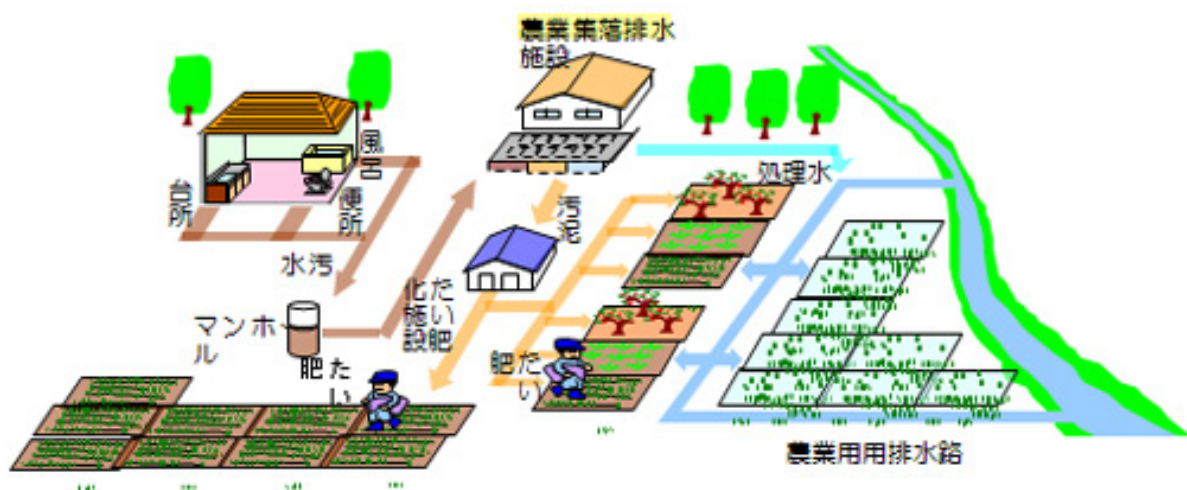 農業集落排水
施設
風呂
台所
便所
水汚
マンホ
ル
処理水
汚泥
たい肥
化施設
たい
肥
たい
肥
農業用用排水路